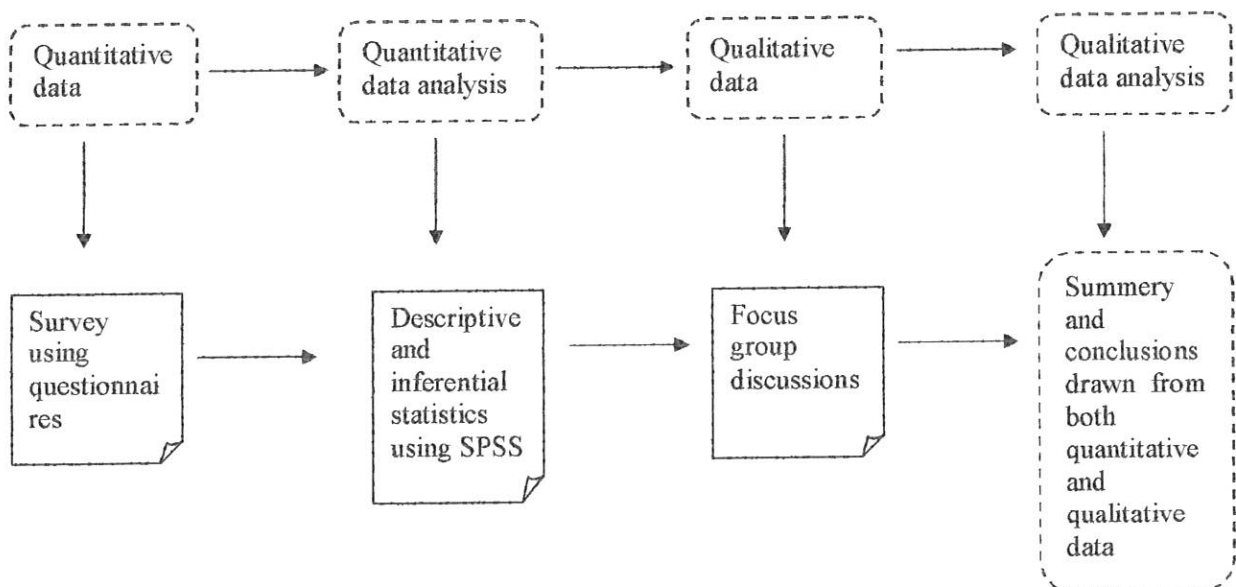 Quantitative
data
Quantitative
data analysis
Qualitative
data
Qualitative
data analysis
Survey
using
questionnai
res
Descriptive
and
inferential
statistics
using SPSS
Focus
group
discussions
Summery
and
conclusions
drawn from
both
quantitative
and
qualitative
data